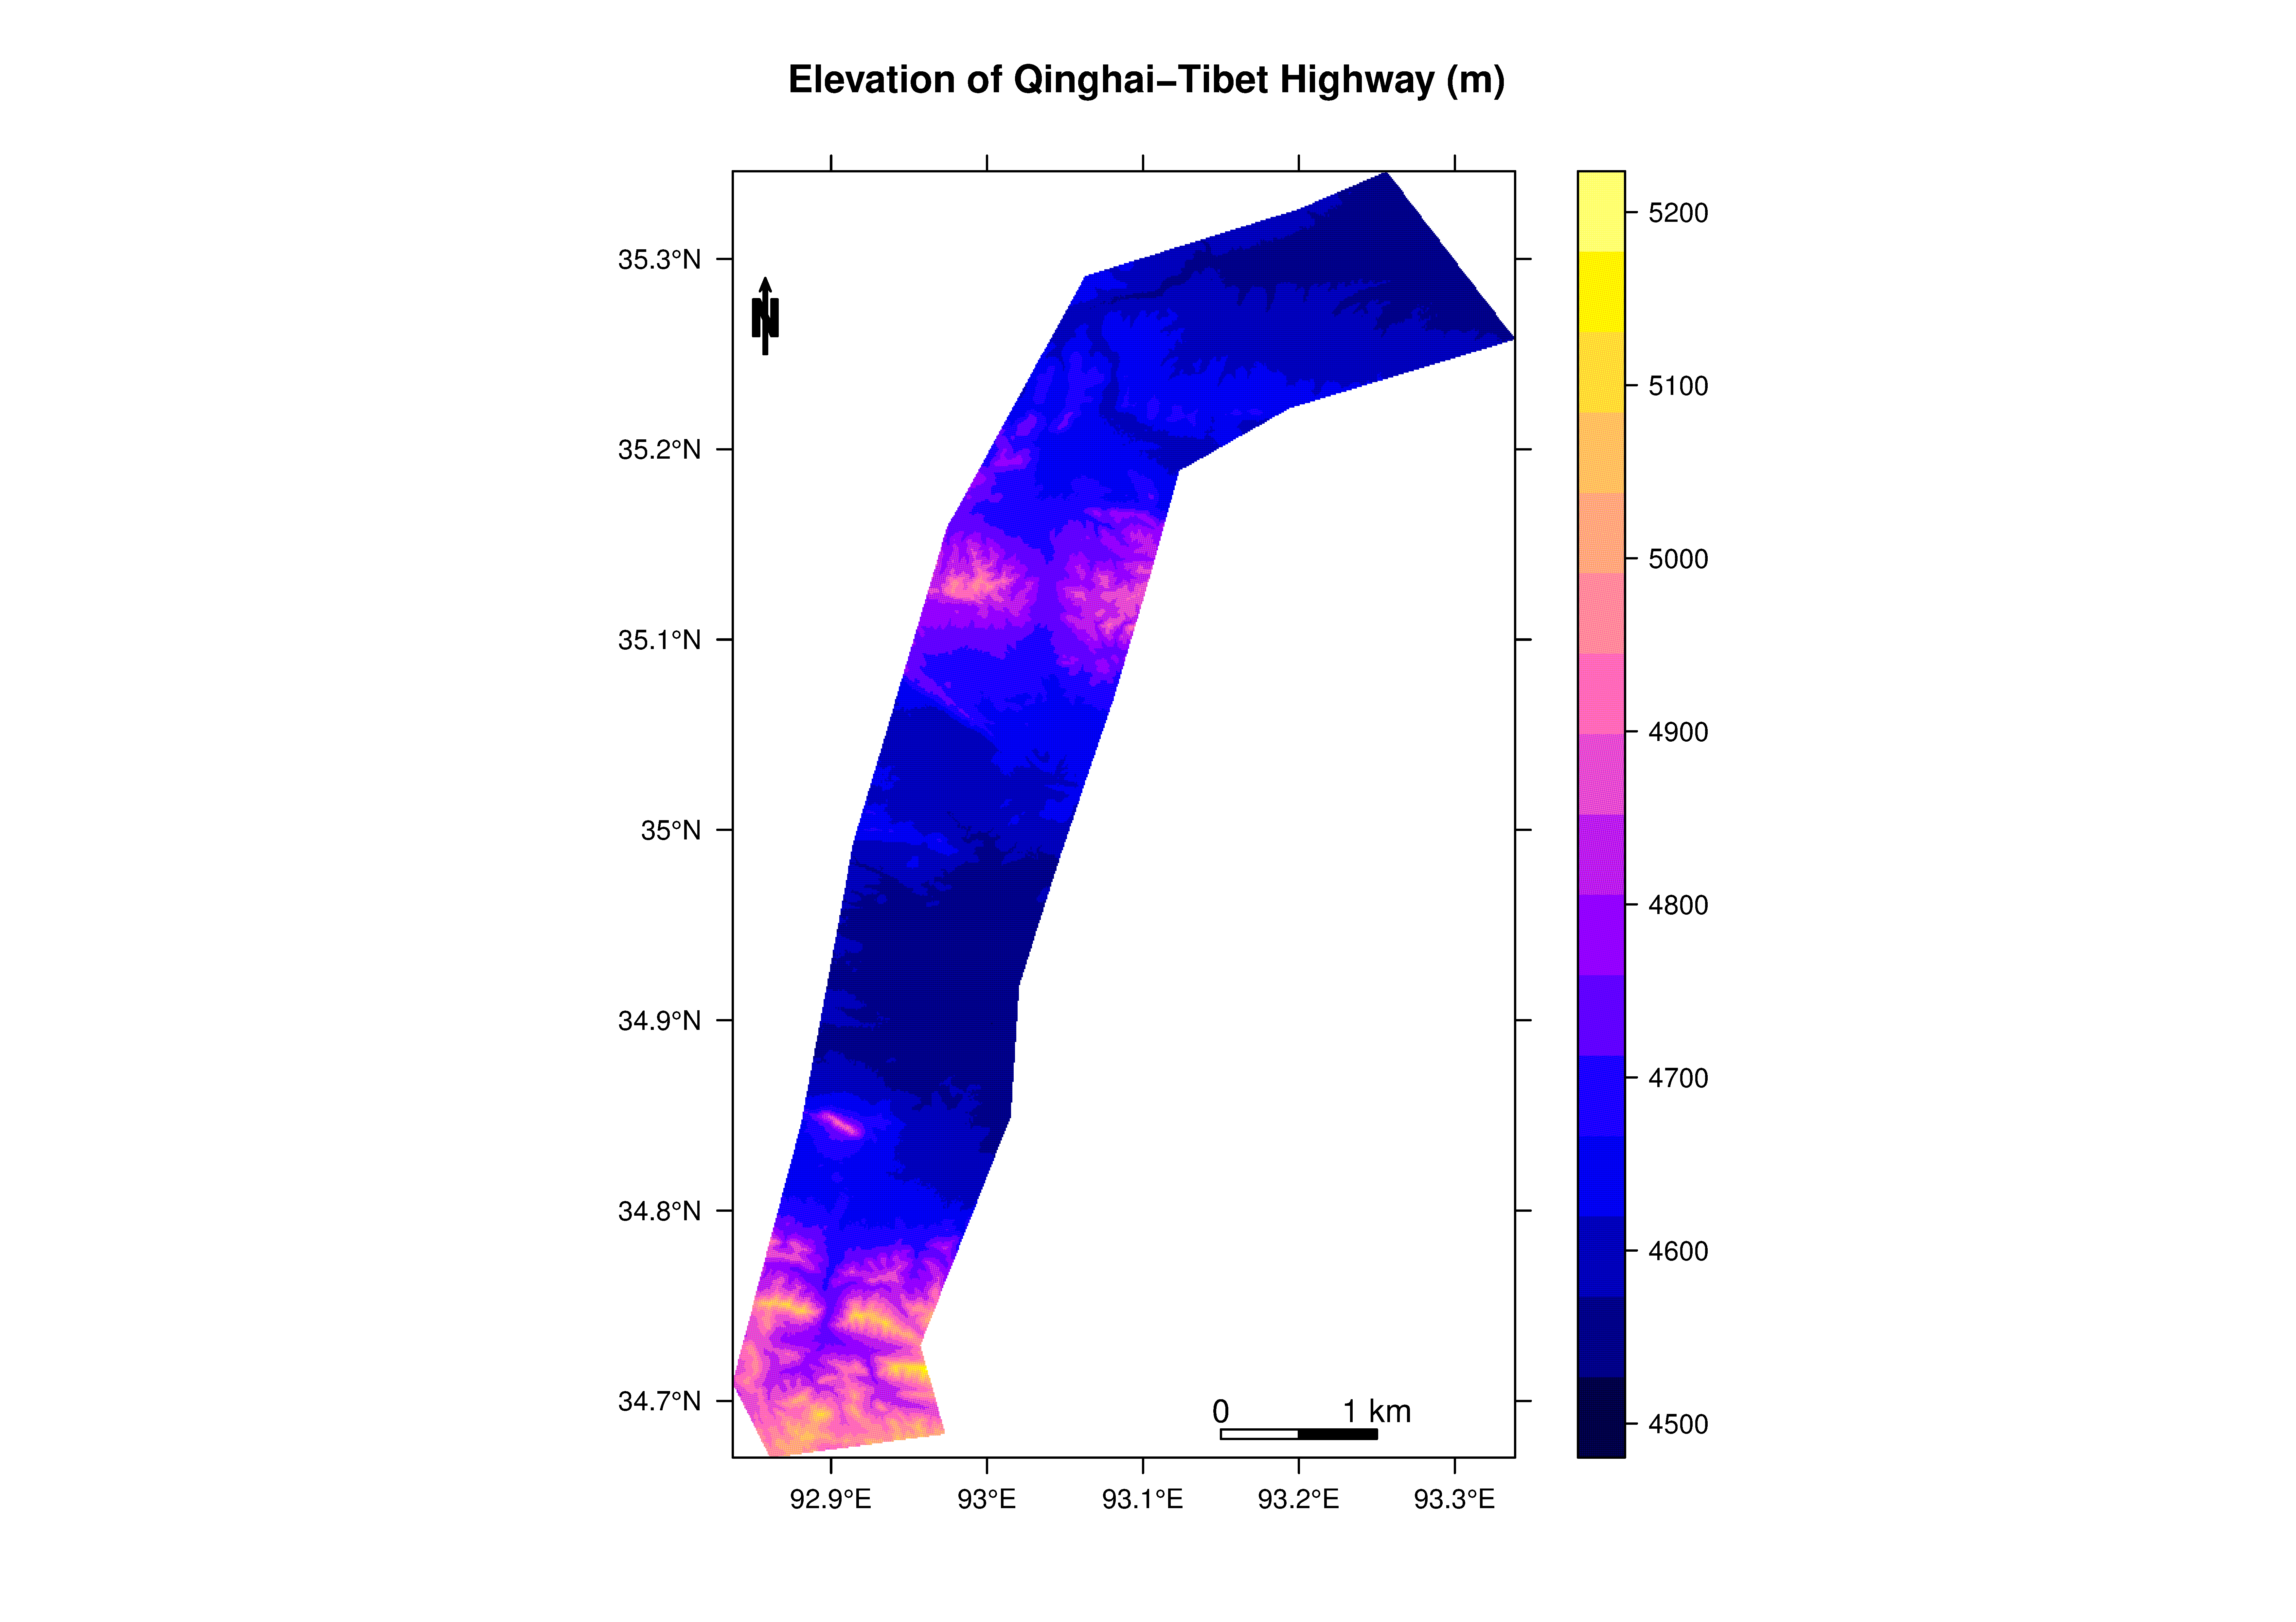 Elevation of Qinghai−Tibet Highway (m)
35.3°N
35.2°N
35.1°N
35°N
34.9°N
34.8°N
34.7°N
N
0 1 km
92.9°E 93°E 93.1°E 93.2°E 93.3°E
5200
5100
5000
4900
4800
4700
4600
4500